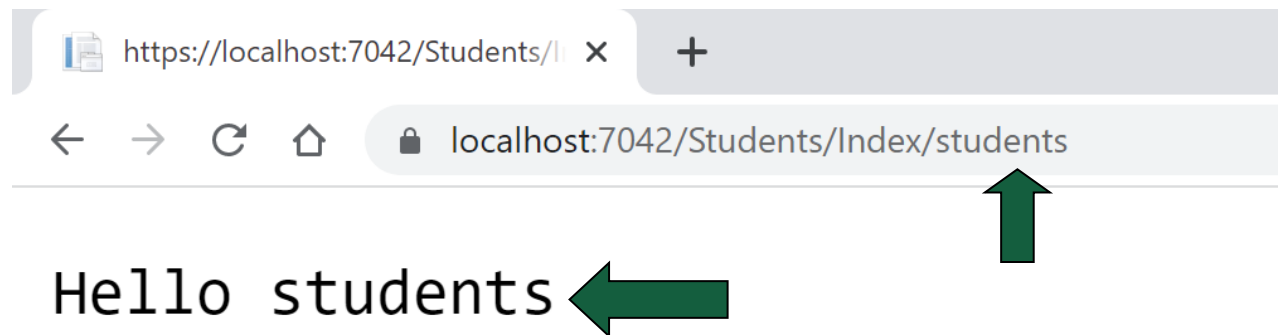 https://localhost:7042/Students/I
localhost:7042/Students/Index/students
Hello students